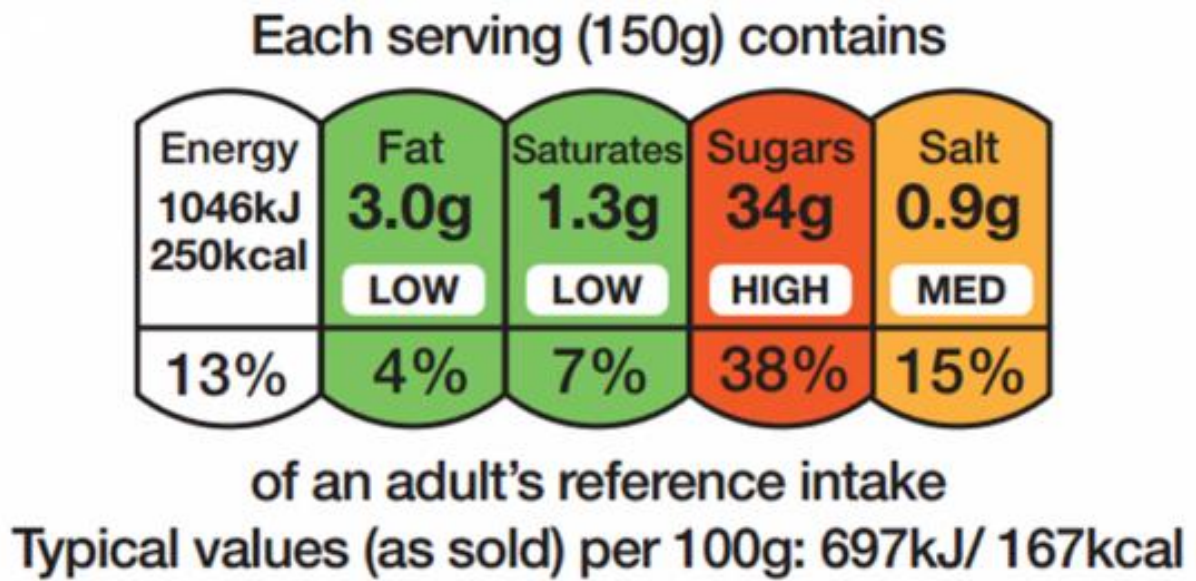 Each serving (150g) contains
Energy Fat Saturates Sugars Salt
1046kJ 3.0g 1.3g 34g 0.9g
250kcal
LOW LOW HIGH MED
13% 4% 7% 38% 15%
of an adult's reference intake
Typical values (as sold) per 100g: 697kJ/ 167kcal